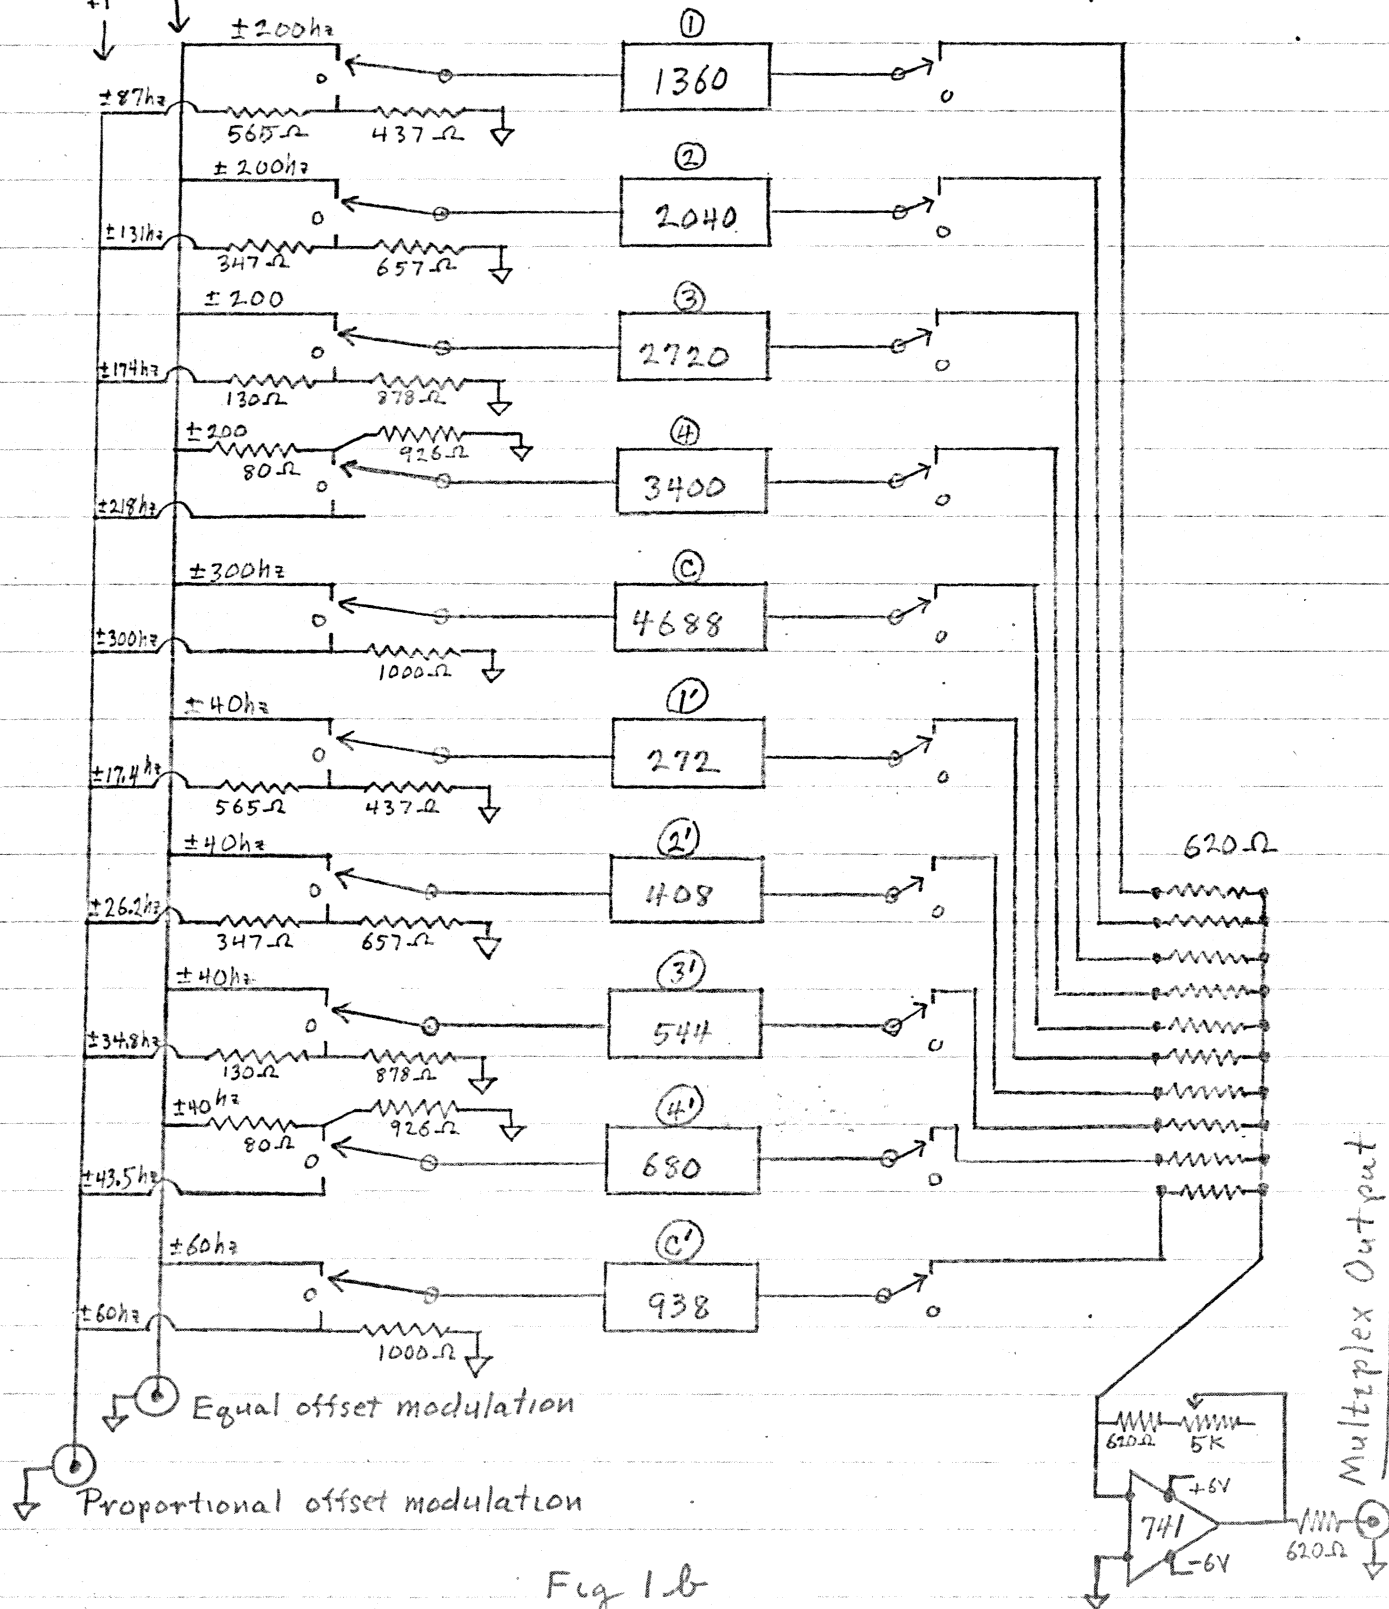 +1
±200hz
①
1360
±87hz
565Ω
437Ω
±200hz
②
2040
±131hz
347Ω
657Ω
±200
③
2720
±174hz
130Ω
878Ω
±200
80Ω
926Ω
④
3400
±218hz
±300hz
Ⓒ
4688
±300hz
1000Ω
±40hz
1'
272
±17.4hz
565Ω
437Ω
±40hz
2'
408
620Ω
±26.2hz
347Ω
657Ω
±40hz
3'
544
±34.8hz
130Ω
878Ω
±40hz
80Ω
926Ω
4'
680
±43.5hz
±60hz
C'
938
±60hz
1000Ω
Equal offset modulation
Proportional offset modulation
620Ω
5K
+6V
741
-6V
620Ω
Multiplex Output
Fig 1b